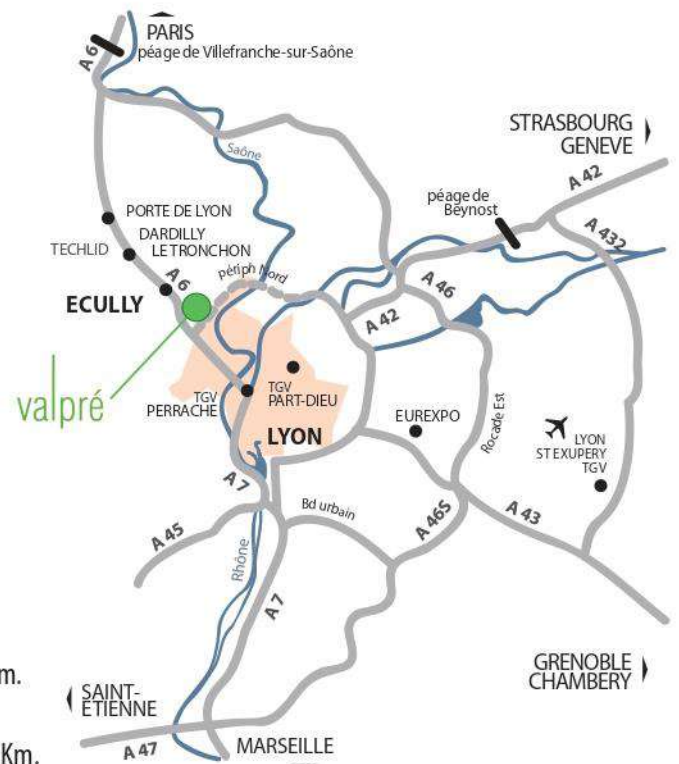 PARIS
A 6
péage de Villefranche-sur-Saône
STRASBOURG
GENEVE
Saône
A 42
péage de
Beynost
PORTE DE LYON
DARDILLY
TECHLID
LE TRONCHON
A 432
A 6
Périph Nord
A 46
ECULLY
A 42
valpré
TGV
PERRACHE
TGV
PART-DIEU
EUREXPO
Rocade Est
LYON
LYON
ST EXUPERY
TGV
A 7
Bd urbain
A 46S
A 43
A 45
Rhône
A 7
GRENOBLE
CHAMBERY
m.
SAINT-
ETIENNE
Km.
A 47
MARSEILLE